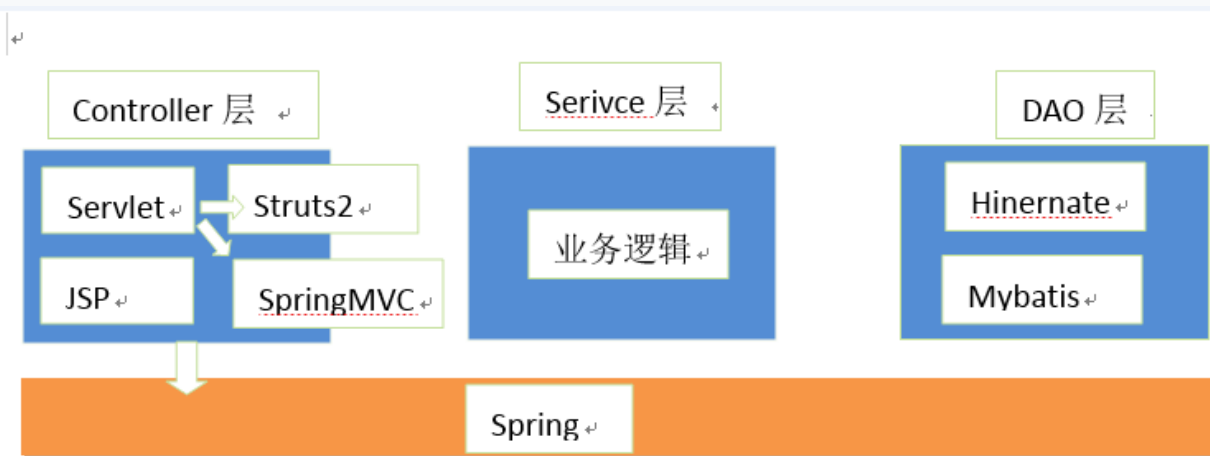 Controller 层
Serivce 层
DAO 层
Servlet
Struts2
JSP
SpringMVC
业务逻辑
Hinernate
Mybatis
Spring